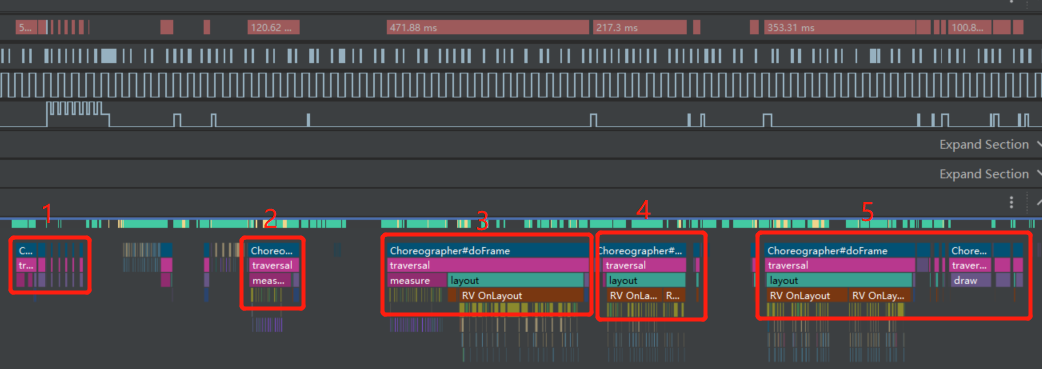 5... 120.62 ... 471.88 ms 217.3 ms 353.31 ms 100.8...
Expand Section
Expand Section
1 2 3 4 5
C... Choreo... Choreographer#doFrame Choreographer#... Choreographer#doFrame Chore...
tr... traversal traversal traversal traversal traver...
meas... measure layout layout layout draw
RV OnLayout RV OnLa... R... RV OnLayout RV OnLay...